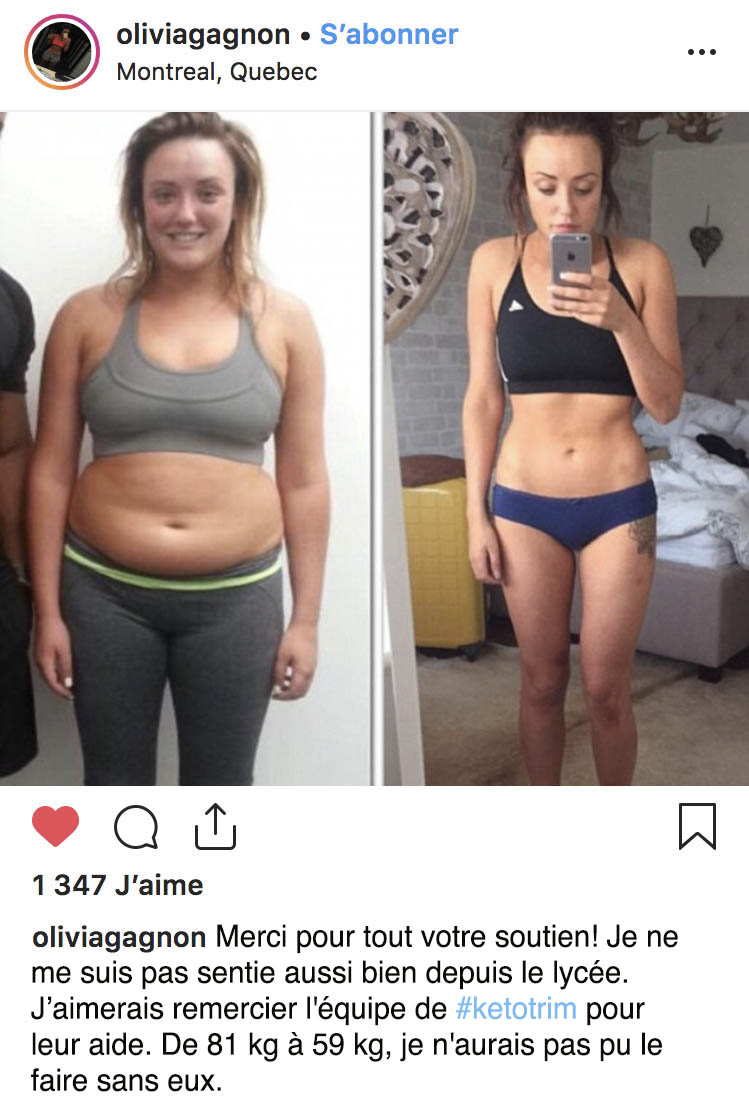 oliviagagnon • S'abonner
Montreal, Quebec
1 347 J'aime
oliviagagnon Merci pour tout votre soutien! Je ne
me suis pas sentie aussi bien depuis le lycée.
J'aimerais remercier l'équipe de #ketotrim pour
leur aide. De 81 kg à 59 kg, je n'aurais pas pu le
faire sans eux.